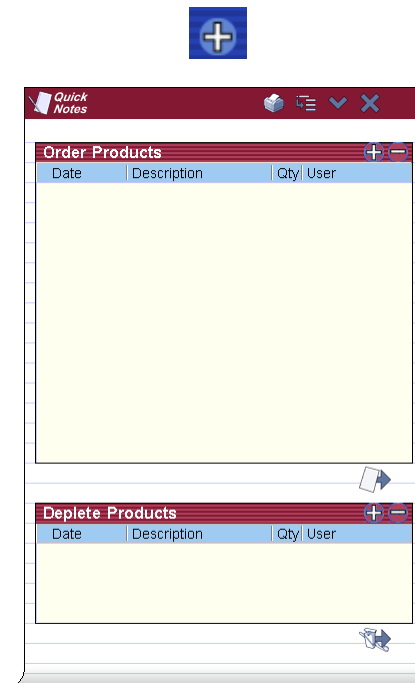 Quick
Notes
Order Products
Date Description Qty User
Deplete Products
Date Description Qty User